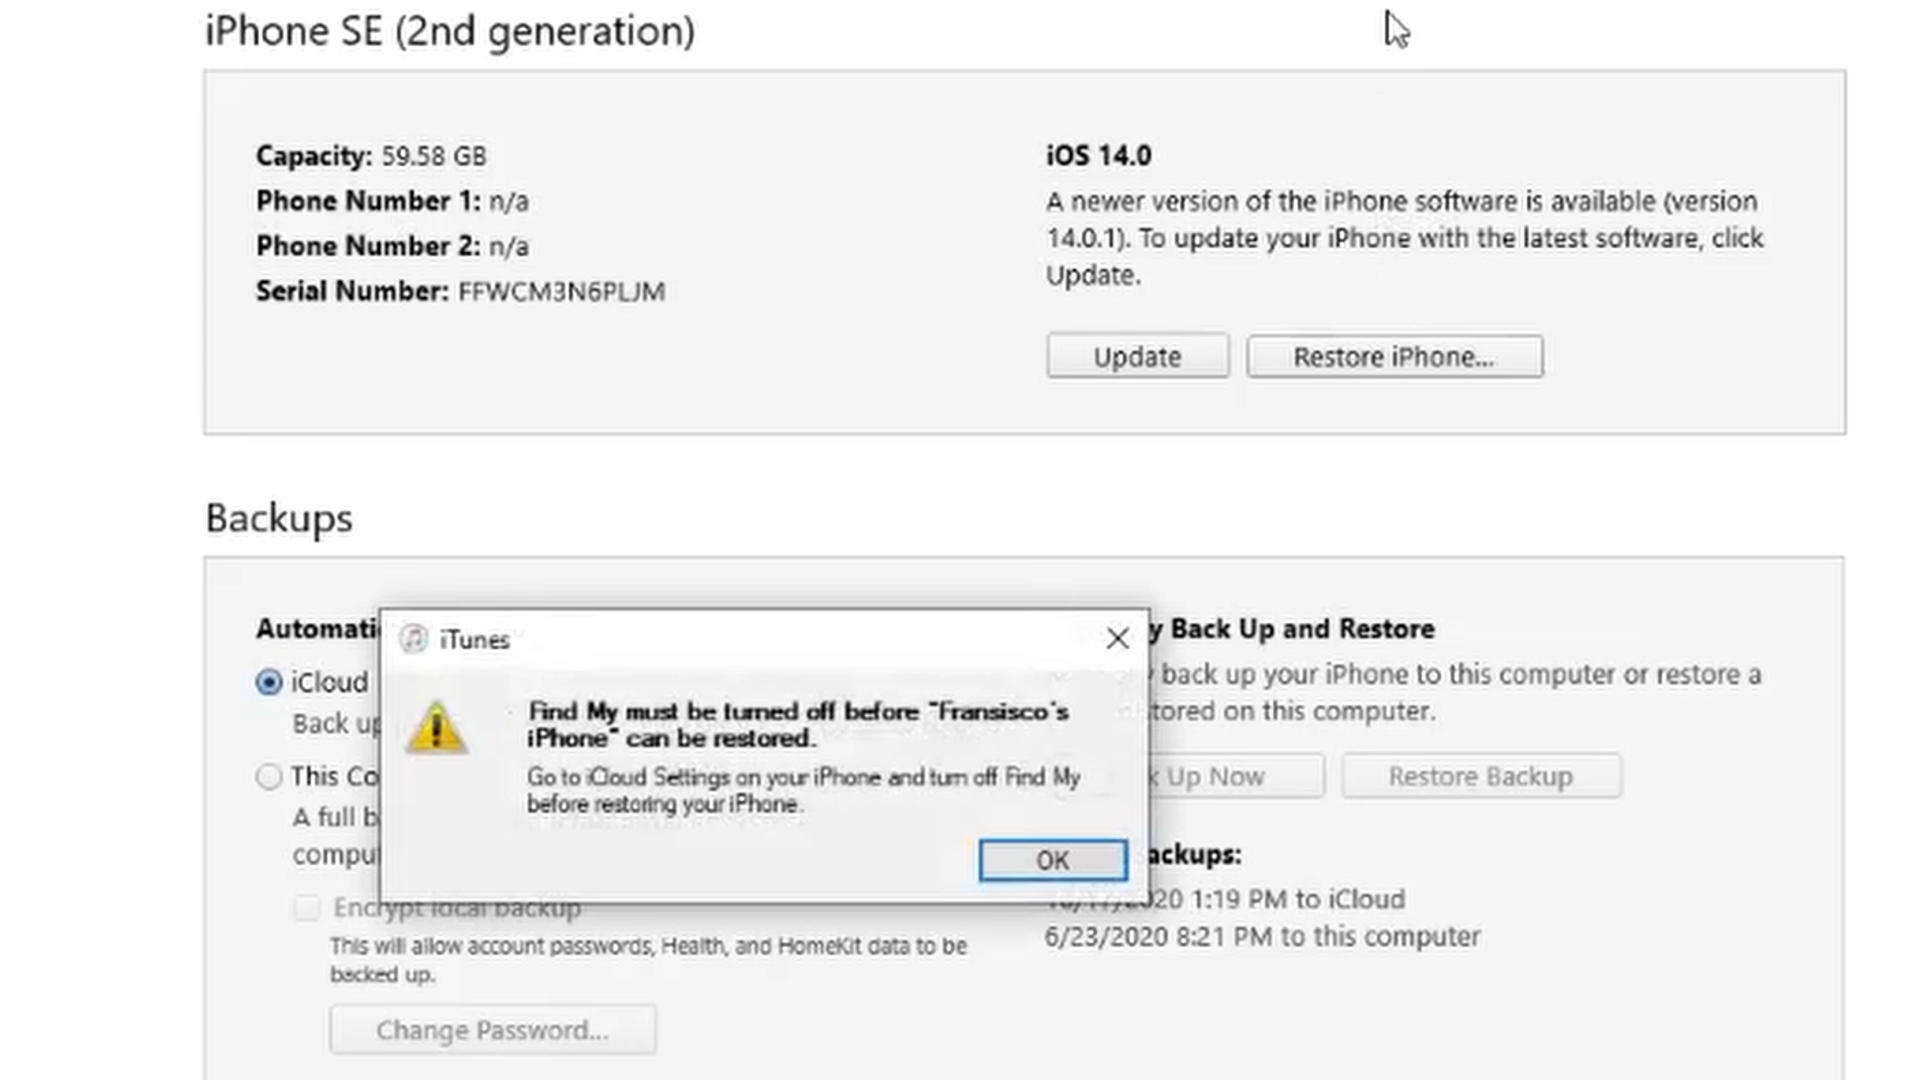 iPhone SE (2nd generation)
Capacity: 59.58 GB
Phone Number 1: n/a
Phone Number 2: n/a
Serial Number: FFWCM3N6PLJM
iOS 14.0
A newer version of the iPhone software is available (version
14.0.1). To update your iPhone with the latest software, click
Update.
Update
Restore iPhone...
Backups
Automati
iCloud
Back up
This Co
A full b
compu
Encrypt local backup
This will allow account passwords, Health, and HomeKit data to be
backed up.
Change Password...
iTunes
Find My must be turned off before "Fransisco's
iPhone" can be restored.
Go to iCloud Settings on your iPhone and turn off Find My
before restoring your iPhone.
OK
y Back Up and Restore
back up your iPhone to this computer or restore a
tored on this computer.
k Up Now
Restore Backup
ackups:
10/17/2020 1:19 PM to iCloud
6/23/2020 8:21 PM to this computer